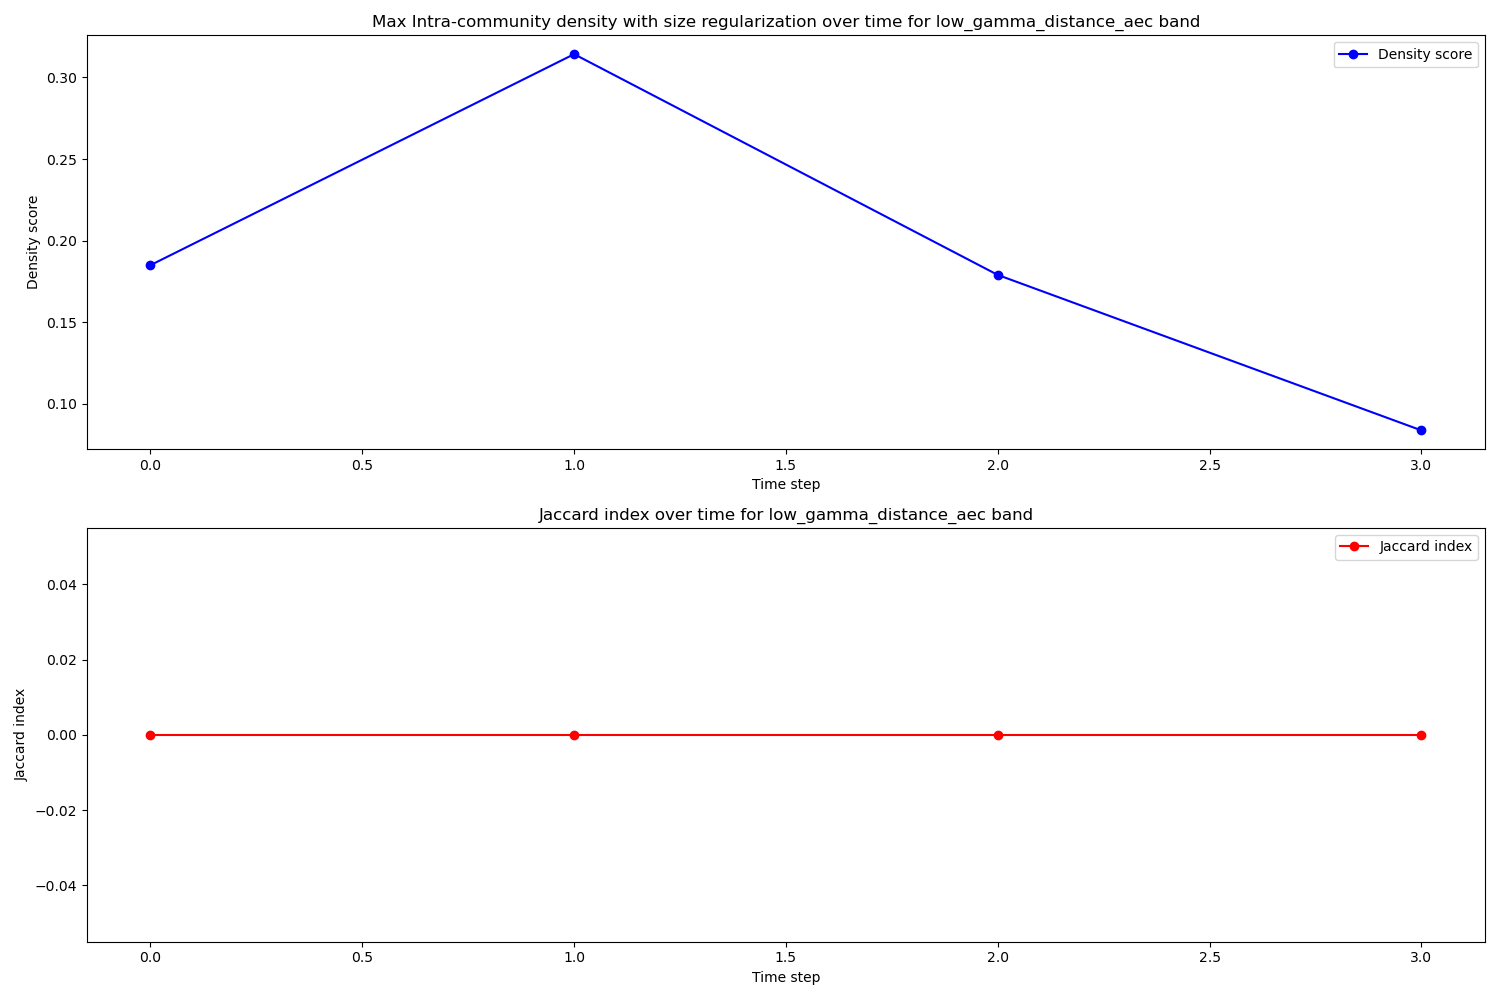 Max Intra-community density with size regularization over time for low_gamma_distance_aec band
Density score
0.30
0.25
0.20
0.15
0.10
Density score
0.0 0.5 1.0 1.5 2.0 2.5 3.0
Time step
Jaccard index over time for low_gamma_distance_aec band
Jaccard index
0.04
0.02
0.00
−0.02
−0.04
Jaccard index
0.0 0.5 1.0 1.5 2.0 2.5 3.0
Time step